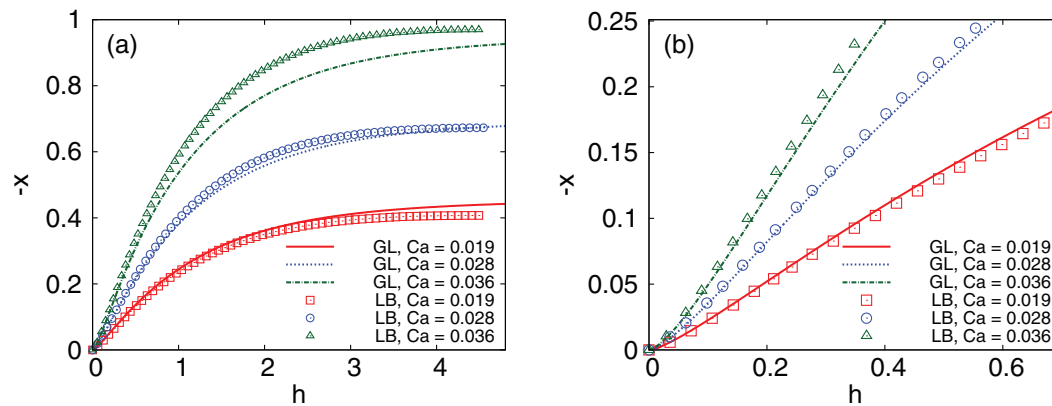 (a)
1
0.8
0.6
0.4
0.2
0
-x
0 1 2 3 4
h
GL, Ca = 0.019
GL, Ca = 0.028
GL, Ca = 0.036
LB, Ca = 0.019
LB, Ca = 0.028
LB, Ca = 0.036
(b)
0.25
0.20
0.15
0.10
0.05
0
-x
0.0 0.2 0.4 0.6
h
GL, Ca = 0.019
GL, Ca = 0.028
GL, Ca = 0.036
LB, Ca = 0.019
LB, Ca = 0.028
LB, Ca = 0.036